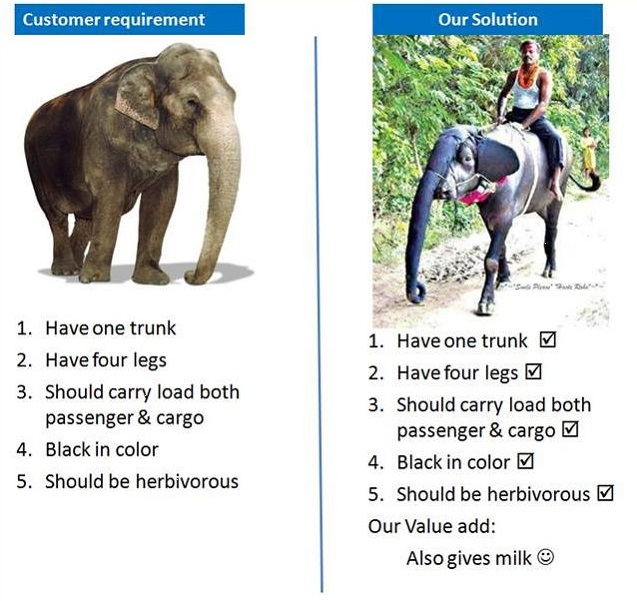 Customer requirement
1. Have one trunk
2. Have four legs
3. Should carry load both
passenger & cargo
4. Black in color
5. Should be herbivorous
Our Solution
~*~"Smile Please" "Haste Raho"~*~
1. Have one trunk ☑
2. Have four legs ☑
3. Should carry load both
passenger & cargo ☑
4. Black in color ☑
5. Should be herbivorous ☑
Our Value add:
Also gives milk ☺